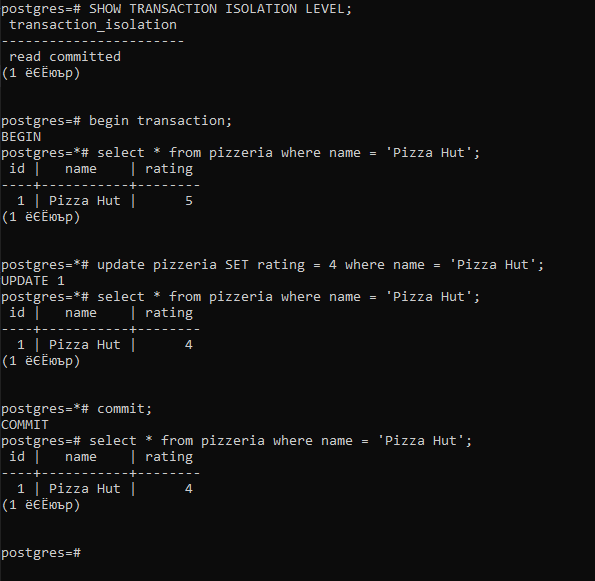 postgres=# SHOW TRANSACTION ISOLATION LEVEL;
transaction_isolation
-----------------------
read committed
(1 ёЄЁюър)
postgres=# begin transaction;
BEGIN
postgres=*# select * from pizzeria where name = 'Pizza Hut';
id | name | rating
----+-----------+--------
1 | Pizza Hut | 5
(1 ёЄЁюър)
postgres=*# update pizzeria SET rating = 4 where name = 'Pizza Hut';
UPDATE 1
postgres=*# select * from pizzeria where name = 'Pizza Hut';
id | name | rating
----+-----------+--------
1 | Pizza Hut | 4
(1 ёЄЁюър)
postgres=*# commit;
COMMIT
postgres=# select * from pizzeria where name = 'Pizza Hut';
id | name | rating
----+-----------+--------
1 | Pizza Hut | 4
(1 ёЄЁюър)
postgres=#